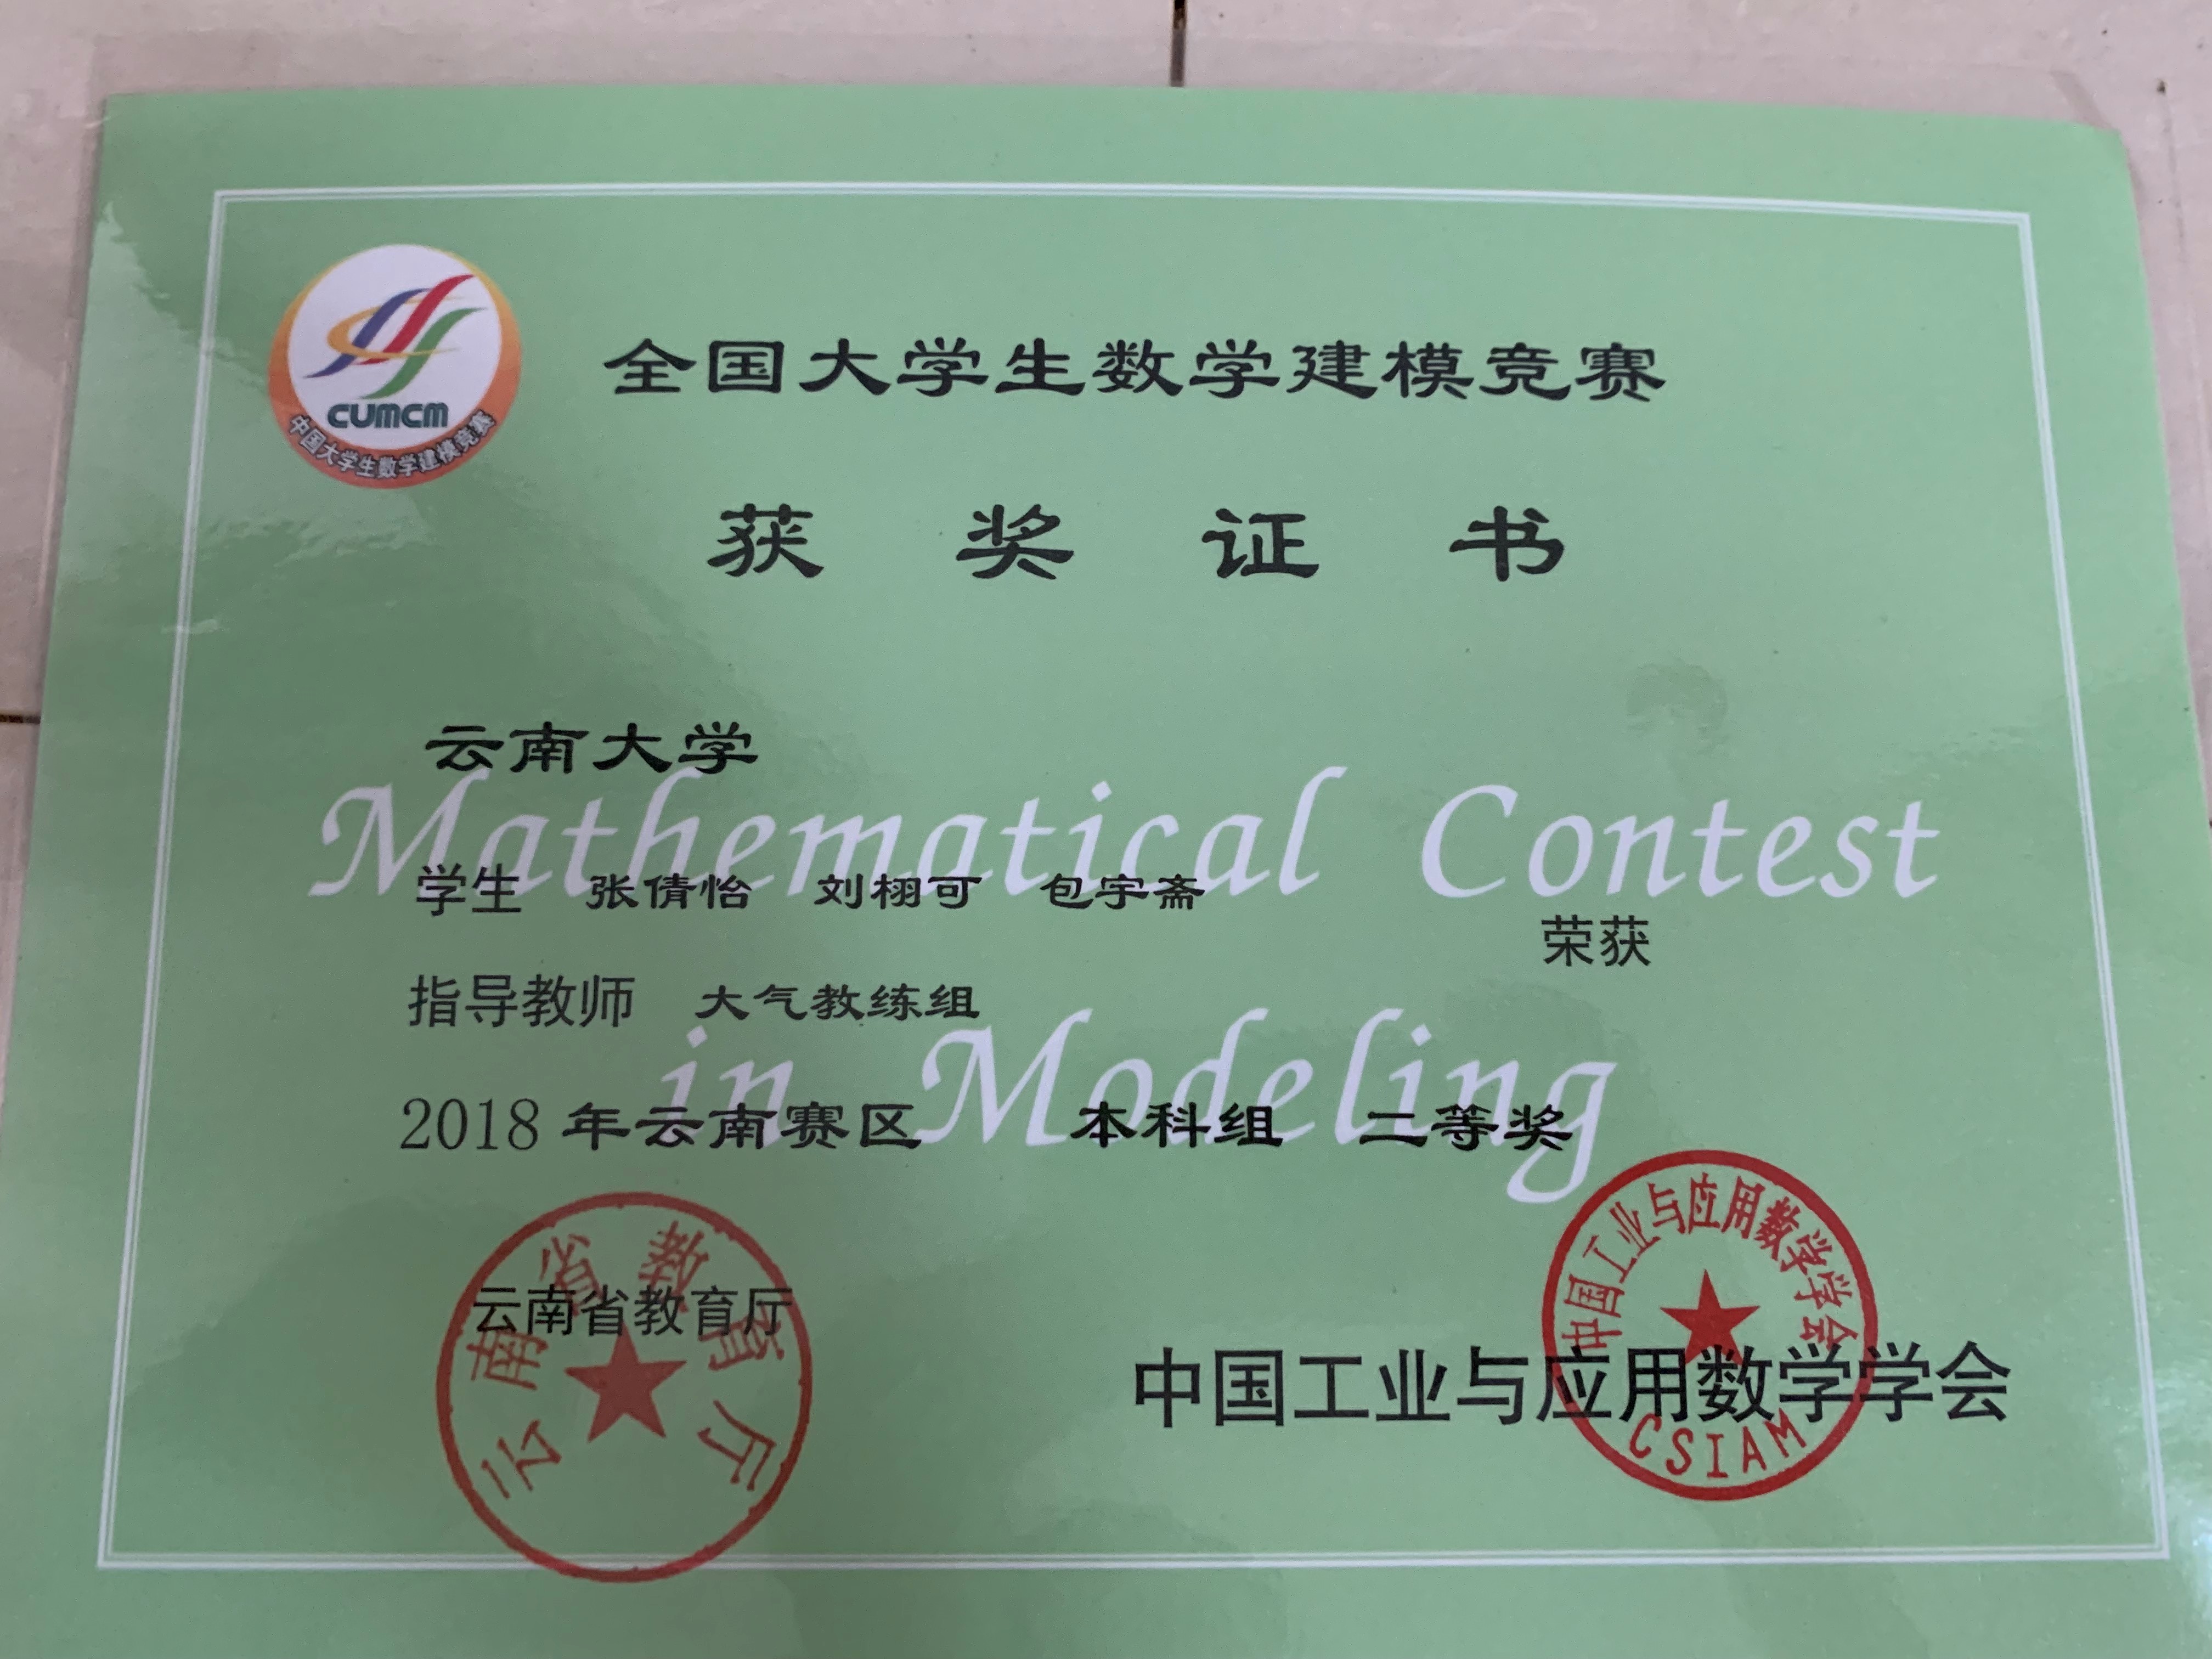 CUMCM
中国大学生数学建模竞赛
全国大学生数学建模竞赛
获 奖 证 书
云南大学
Mathematical Contest
学生 张倩怡 刘栩可 包宇斋
荣获
指导教师 大气教练组
in Modeling
2018 年云南赛区 本科组 二等奖
云南省教育厅
云南省教育厅
中国工业与应用数学学会
中国工业与应用数学学会
CSIAM